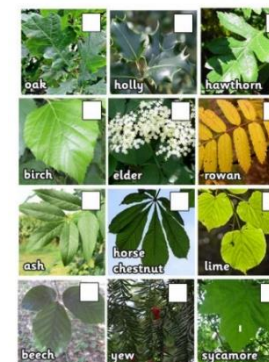 oak
holly
hawthorn
birch
elder
rowan
ash
horse
chestnut
lime
beech
yew
sycamore